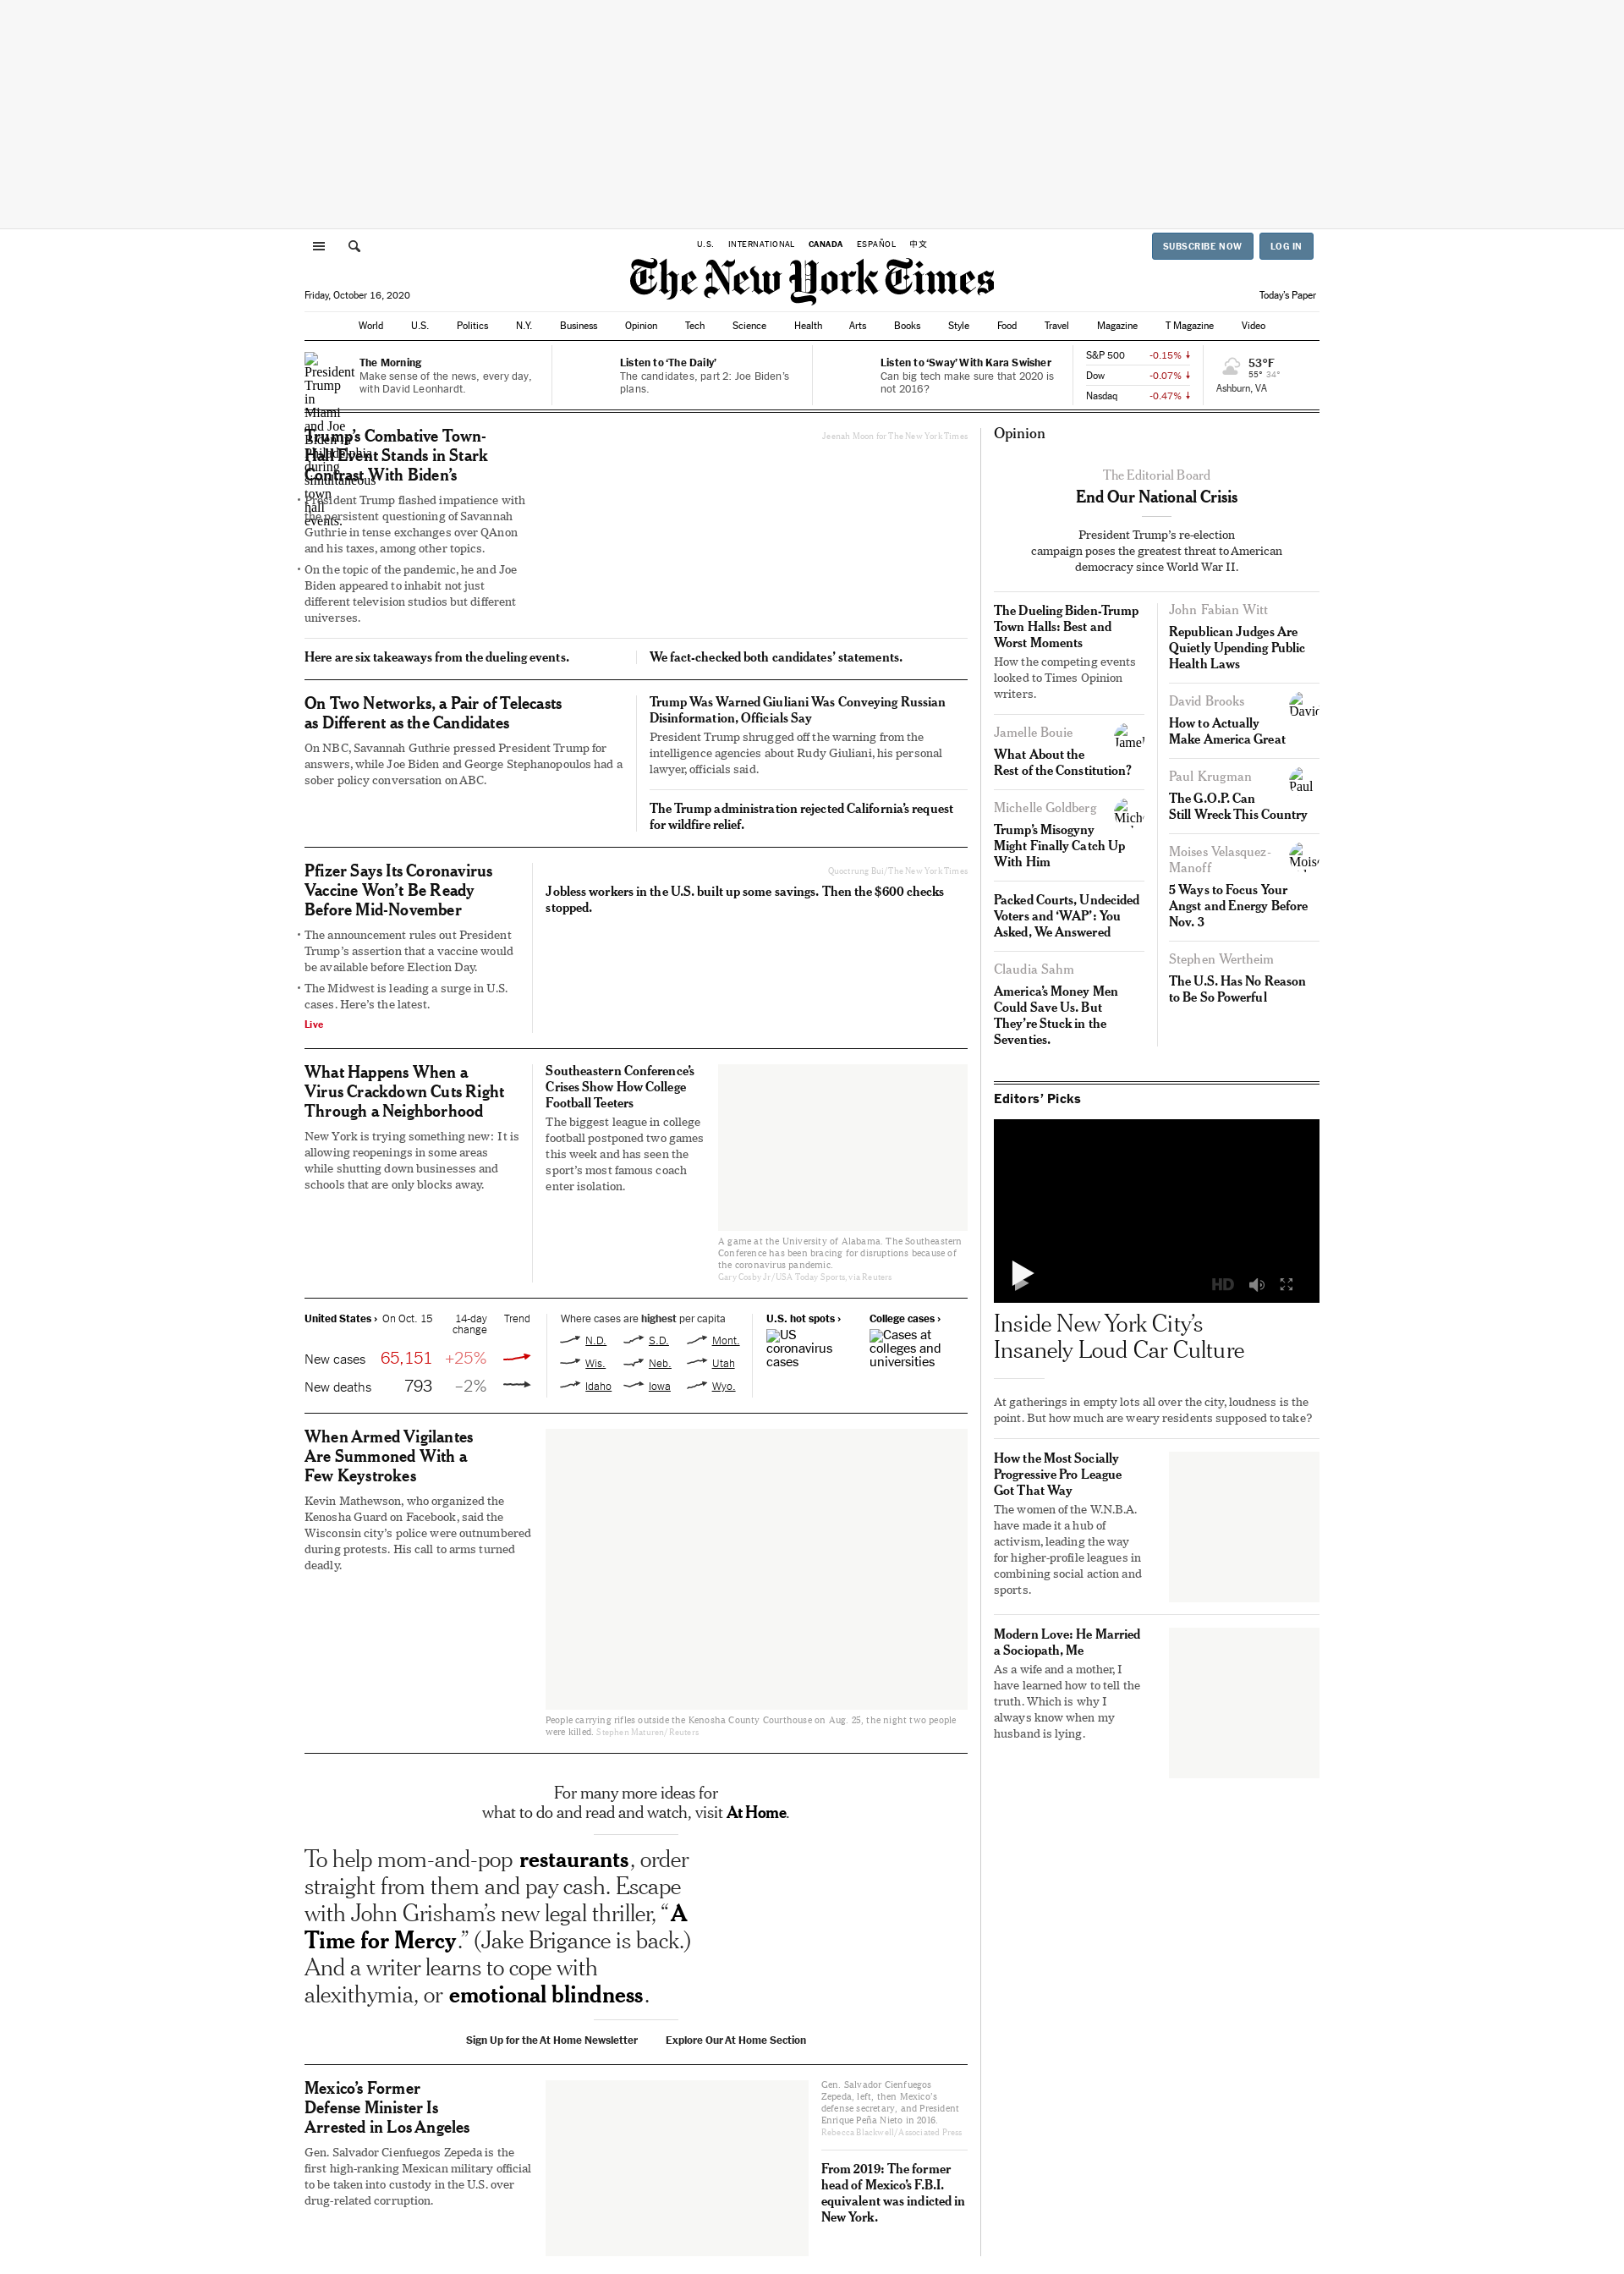 U.S. INTERNATIONAL CANADA ESPAÑOL 中文
SUBSCRIBE NOW LOG IN
The New York Times
Friday, October 16, 2020
Today's Paper
World U.S. Politics N.Y. Business Opinion Tech Science Health Arts Books Style Food Travel Magazine T Magazine Video
President
Trump
in
Miami
and Joe
Biden in
Philadelphia
during
simultaneous
town
hall
events.
The Morning
Make sense of the news, every day,
with David Leonhardt.
Listen to ‘The Daily’
The candidates, part 2: Joe Biden’s
plans.
Listen to ‘Sway’ With Kara Swisher
Can big tech make sure that 2020 is
not 2016?
S&P 500 -0.15%
Dow -0.07%
Nasdaq -0.47%
53°F
55° 34°
Ashburn, VA
Trump’s Combative Town-
Hall Event Stands in Stark
Contrast With Biden’s
• President Trump flashed impatience with
the persistent questioning of Savannah
Guthrie in tense exchanges over QAnon
and his taxes, among other topics.
• On the topic of the pandemic, he and Joe
Biden appeared to inhabit not just
different television studios but different
universes.
Jeenah Moon for The New York Times
Here are six takeaways from the dueling events.
We fact-checked both candidates’ statements.
On Two Networks, a Pair of Telecasts
as Different as the Candidates
On NBC, Savannah Guthrie pressed President Trump for
answers, while Joe Biden and George Stephanopoulos had a
sober policy conversation on ABC.
Trump Was Warned Giuliani Was Conveying Russian
Disinformation, Officials Say
President Trump shrugged off the warning from the
intelligence agencies about Rudy Giuliani, his personal
lawyer, officials said.
The Trump administration rejected California’s request
for wildfire relief.
Pfizer Says Its Coronavirus
Vaccine Won’t Be Ready
Before Mid-November
• The announcement rules out President
Trump’s assertion that a vaccine would
be available before Election Day.
• The Midwest is leading a surge in U.S.
cases. Here’s the latest.
Live
Quoctrung Bui/The New York Times
Jobless workers in the U.S. built up some savings. Then the $600 checks
stopped.
What Happens When a
Virus Crackdown Cuts Right
Through a Neighborhood
New York is trying something new: It is
allowing reopenings in some areas
while shutting down businesses and
schools that are only blocks away.
Southeastern Conference’s
Crises Show How College
Football Teeters
The biggest league in college
football postponed two games
this week and has seen the
sport’s most famous coach
enter isolation.
A game at the University of Alabama. The Southeastern
Conference has been bracing for disruptions because of
the coronavirus pandemic.
Gary Cosby Jr/USA Today Sports, via Reuters
United States › On Oct. 15 14-day Trend
change
New cases 65,151 +25%
New deaths 793 –2%
Where cases are highest per capita
N.D. S.D. Mont.
Wis. Neb. Utah
Idaho Iowa Wyo.
U.S. hot spots ›
US
coronavirus
cases
College cases ›
Cases at
colleges and
universities
When Armed Vigilantes
Are Summoned With a
Few Keystrokes
Kevin Mathewson, who organized the
Kenosha Guard on Facebook, said the
Wisconsin city’s police were outnumbered
during protests. His call to arms turned
deadly.
People carrying rifles outside the Kenosha County Courthouse on Aug. 25, the night two people
were killed. Stephen Maturen/Reuters
For many more ideas for
what to do and read and watch, visit At Home.
To help mom-and-pop restaurants, order
straight from them and pay cash. Escape
with John Grisham’s new legal thriller, “A
Time for Mercy.” (Jake Brigance is back.)
And a writer learns to cope with
alexithymia, or emotional blindness.
Sign Up for the At Home Newsletter Explore Our At Home Section
Mexico’s Former
Defense Minister Is
Arrested in Los Angeles
Gen. Salvador Cienfuegos Zepeda is the
first high-ranking Mexican military official
to be taken into custody in the U.S. over
drug-related corruption.
Gen. Salvador Cienfuegos
Zepeda, left, then Mexico’s
defense secretary, and President
Enrique Peña Nieto in 2016.
Rebecca Blackwell/Associated Press
From 2019: The former
head of Mexico’s F.B.I.
equivalent was indicted in
New York.
Opinion
The Editorial Board
End Our National Crisis
President Trump’s re-election
campaign poses the greatest threat to American
democracy since World War II.
The Dueling Biden-Trump
Town Halls: Best and
Worst Moments
How the competing events
looked to Times Opinion
writers.
Jamelle Bouie
What About the
Rest of the Constitution?
Michelle Goldberg
Trump’s Misogyny
Might Finally Catch Up
With Him
Packed Courts, Undecided
Voters and ‘WAP’: You
Asked, We Answered
Claudia Sahm
America’s Money Men
Could Save Us. But
They’re Stuck in the
Seventies.
John Fabian Witt
Republican Judges Are
Quietly Upending Public
Health Laws
David Brooks
How to Actually
Make America Great
Paul Krugman
Paul
The G.O.P. Can
Still Wreck This Country
Moises Velasquez-
Manoff
5 Ways to Focus Your
Angst and Energy Before
Nov. 3
Stephen Wertheim
The U.S. Has No Reason
to Be So Powerful
Editors’ Picks
HD
Inside New York City’s
Insanely Loud Car Culture
At gatherings in empty lots all over the city, loudness is the
point. But how much are weary residents supposed to take?
How the Most Socially
Progressive Pro League
Got That Way
The women of the W.N.B.A.
have made it a hub of
activism, leading the way
for higher-profile leagues in
combining social action and
sports.
Modern Love: He Married
a Sociopath, Me
As a wife and a mother, I
have learned how to tell the
truth. Which is why I
always know when my
husband is lying.